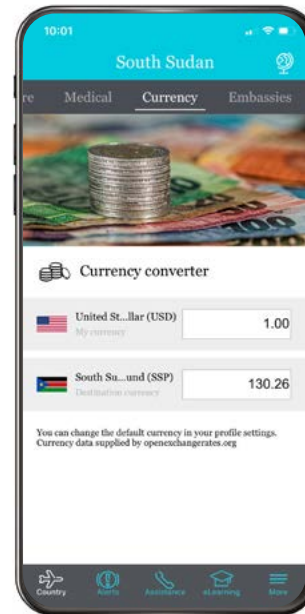 10:01
South Sudan
re Medical Currency Embassies
Currency converter
United St...llar (USD)
My currency
1.00
South Su...und (SSP)
Destination currency
130.26
You can change the default currency in your profile settings.
Currency data supplied by openexchangerates.org
Country Alerts Assistance eLearning More